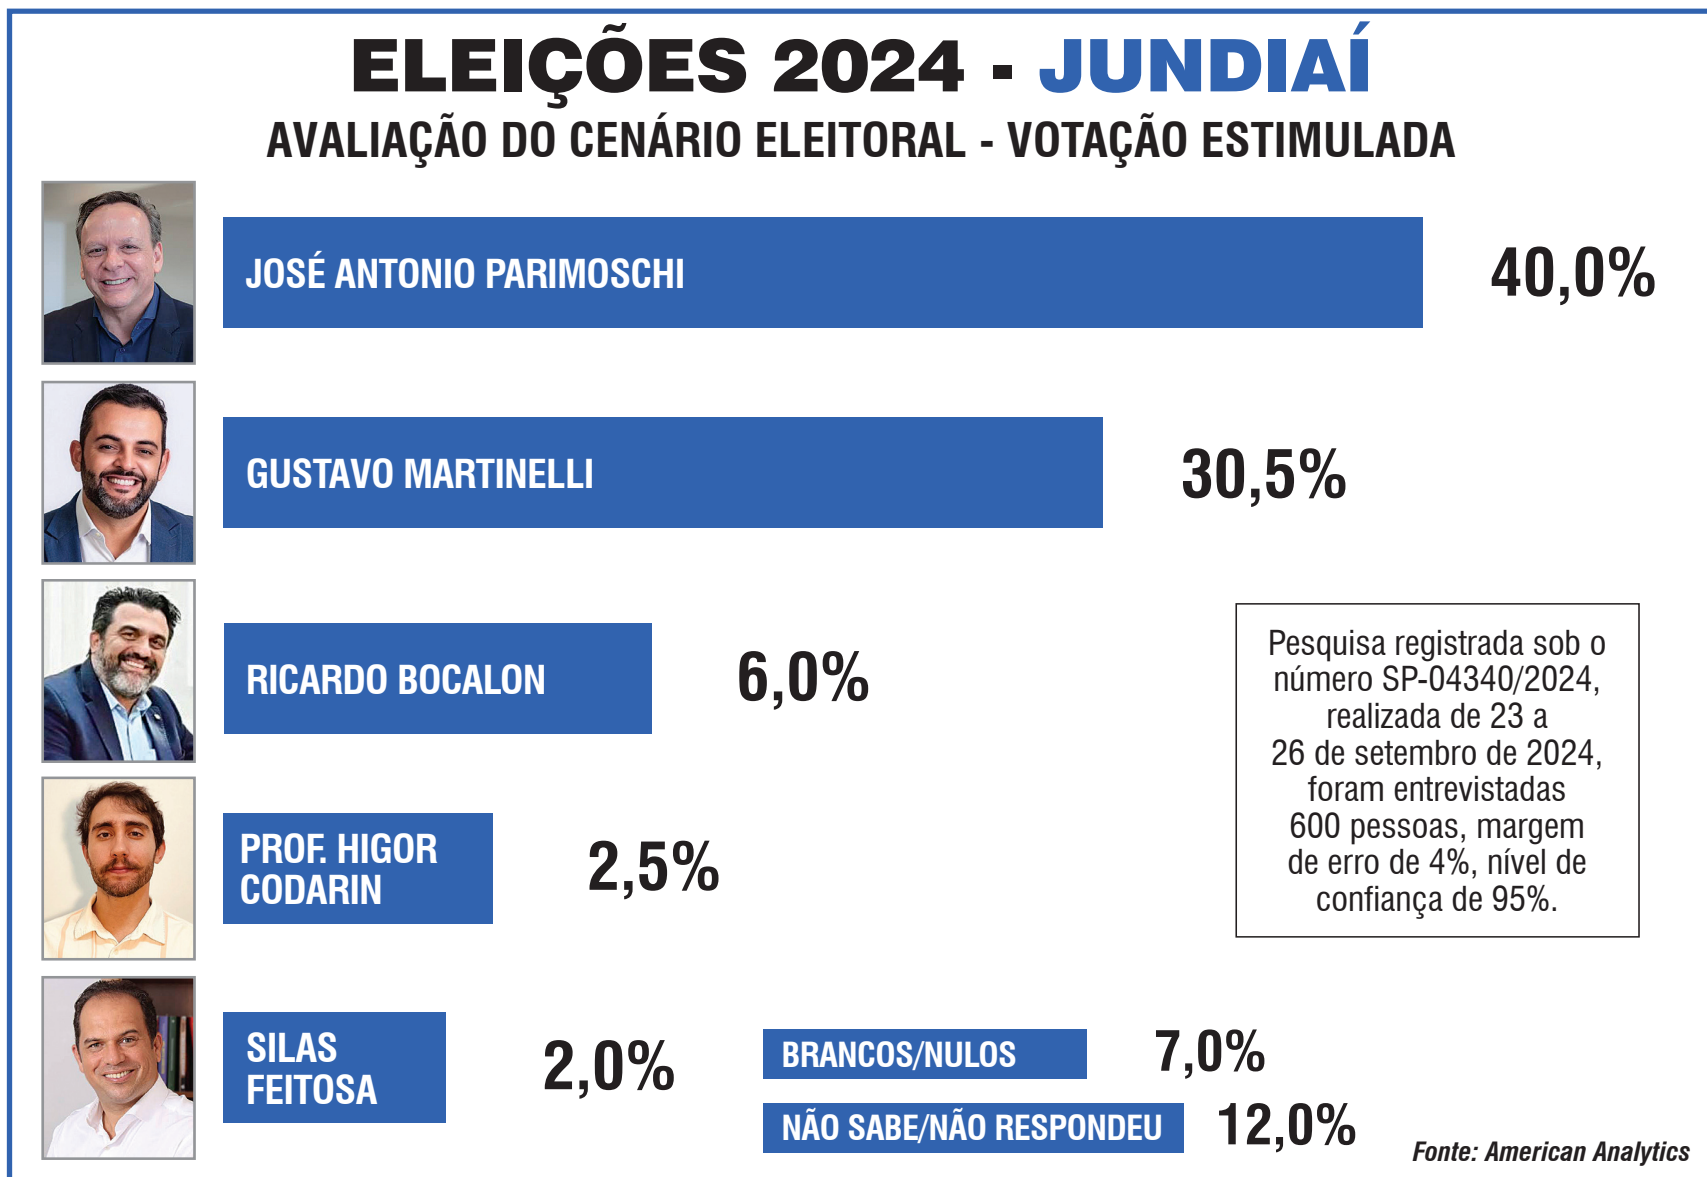 ELEIÇÕES 2024 - JUNDIAÍ
AVALIAÇÃO DO CENÁRIO ELEITORAL - VOTAÇÃO ESTIMULADA
JOSÉ ANTONIO PARIMOSCHI
40,0%
GUSTAVO MARTINELLI
30,5%
RICARDO BOCALON
6,0%
PROF. HIGOR
CODARIN
2,5%
SILAS
FEITOSA
2,0%
BRANCOS/NULOS
7,0%
NÃO SABE/NÃO RESPONDEU
12,0%
Pesquisa registrada sob o
número SP-04340/2024,
realizada de 23 a
26 de setembro de 2024,
foram entrevistadas
600 pessoas, margem
de erro de 4%, nível de
confiança de 95%.
Fonte: American Analytics